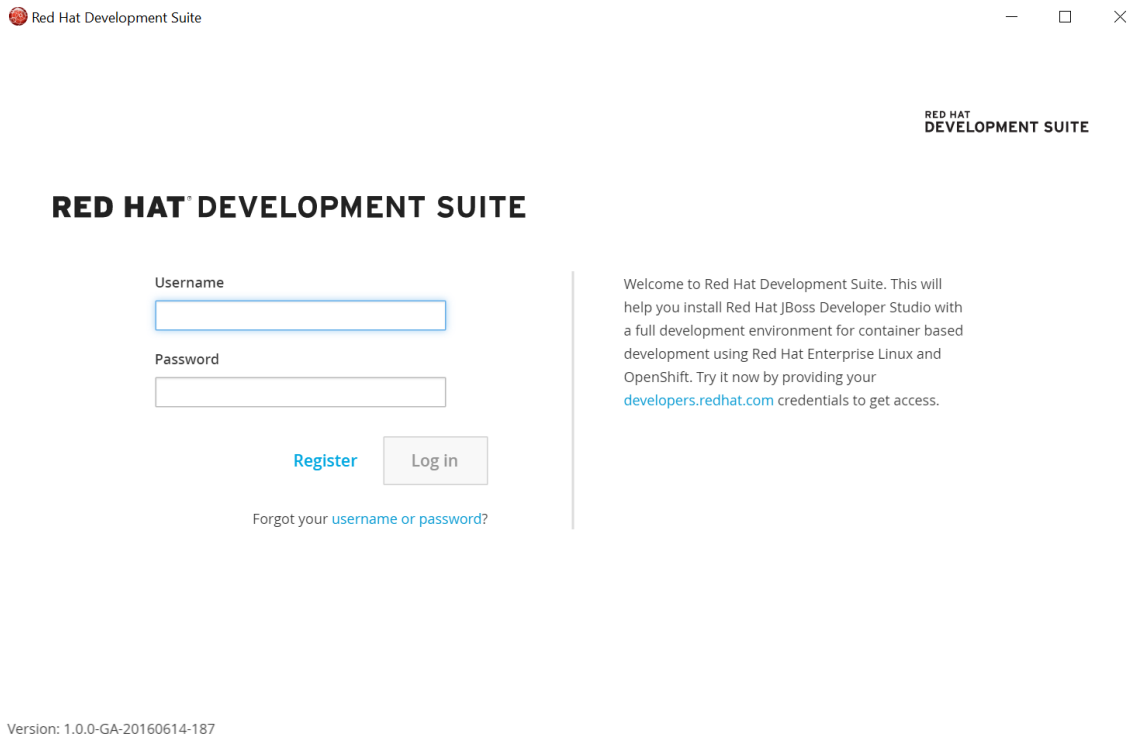 Red Hat Development Suite
RED HAT
DEVELOPMENT SUITE
RED HAT® DEVELOPMENT SUITE
Username
Password
Register
Log in
Forgot your username or password?
Welcome to Red Hat Development Suite. This will
help you install Red Hat JBoss Developer Studio with
a full development environment for container based
development using Red Hat Enterprise Linux and
OpenShift. Try it now by providing your
developers.redhat.com credentials to get access.
Version: 1.0.0-GA-20160614-187